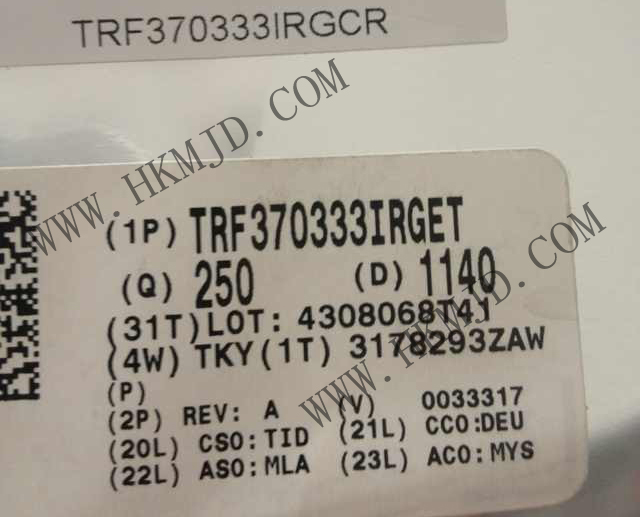 TRF370333IRGCR
WWW.HKMJD.COM
(1P) TRF370333IRGET
(Q) 250 (D) 1140
(31T)LOT: 4308068T41
(4W) TKY(1T) 3178293ZAW
WWW.HKMJD.COM
(P)
(2P) REV: A (V) 0033317
(20L) CSO:TID (21L) CCO:DEU
(22L) ASO:MLA (23L) ACO:MYS